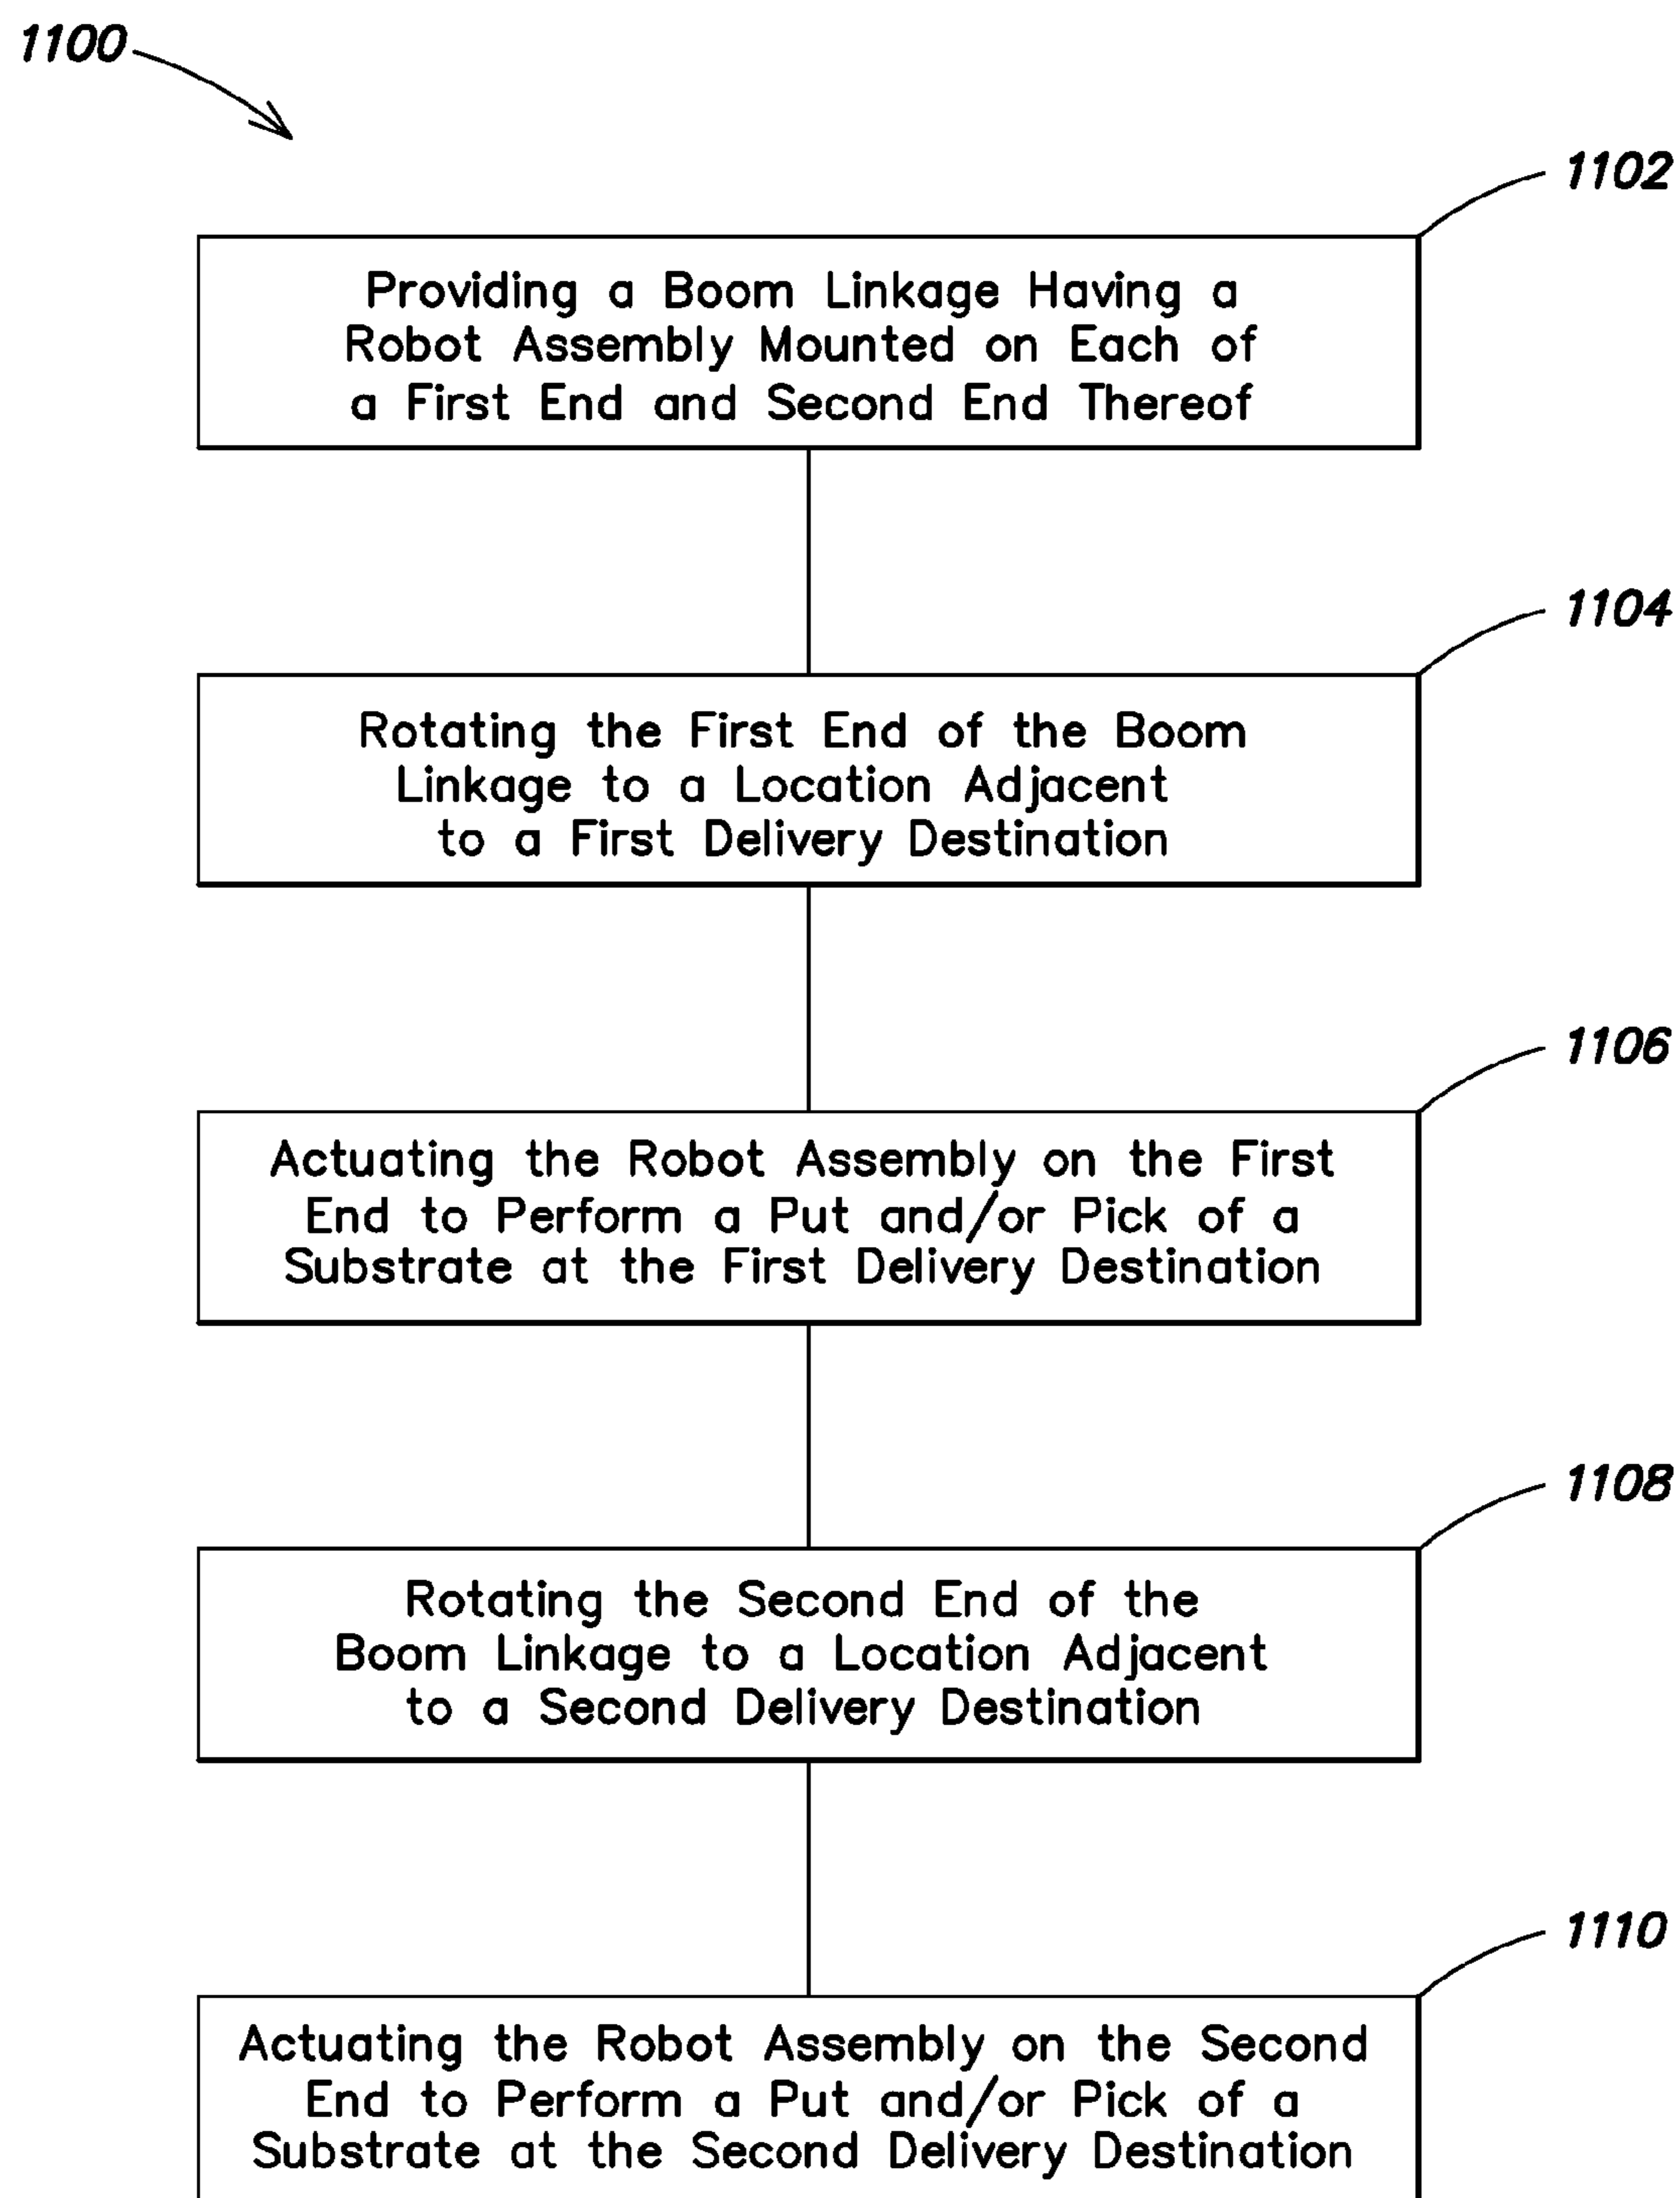 1100
1102
Providing a Boom Linkage Having a
Robot Assembly Mounted on Each of
a First End and Second End Thereof
1104
Rotating the First End of the Boom
Linkage to a Location Adjacent
to a First Delivery Destination
1106
Actuating the Robot Assembly on the First
End to Perform a Put and/or Pick of a
Substrate at the First Delivery Destination
1108
Rotating the Second End of the
Boom Linkage to a Location Adjacent
to a Second Delivery Destination
1110
Actuating the Robot Assembly on the Second
End to Perform a Put and/or Pick of a
Substrate at the Second Delivery Destination